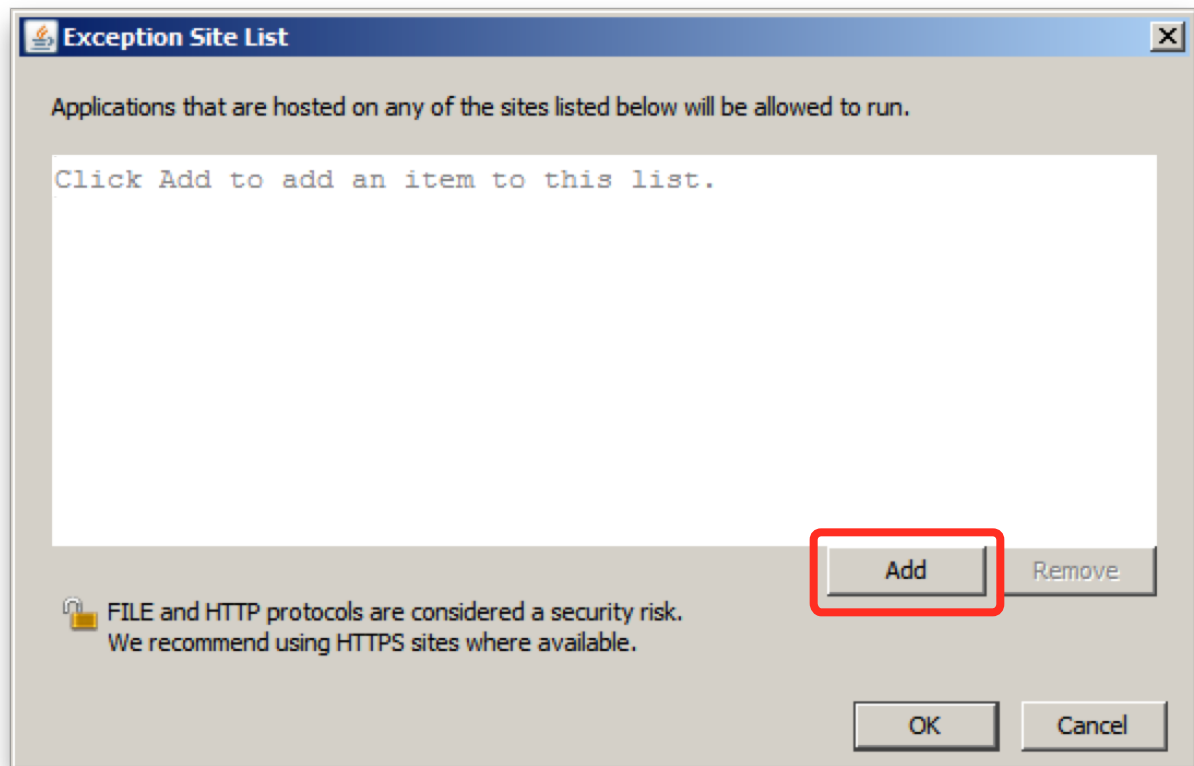 Exception Site List
Applications that are hosted on any of the sites listed below will be allowed to run.
Click Add to add an item to this list.
Add
Remove
FILE and HTTP protocols are considered a security risk.
We recommend using HTTPS sites where available.
OK
Cancel